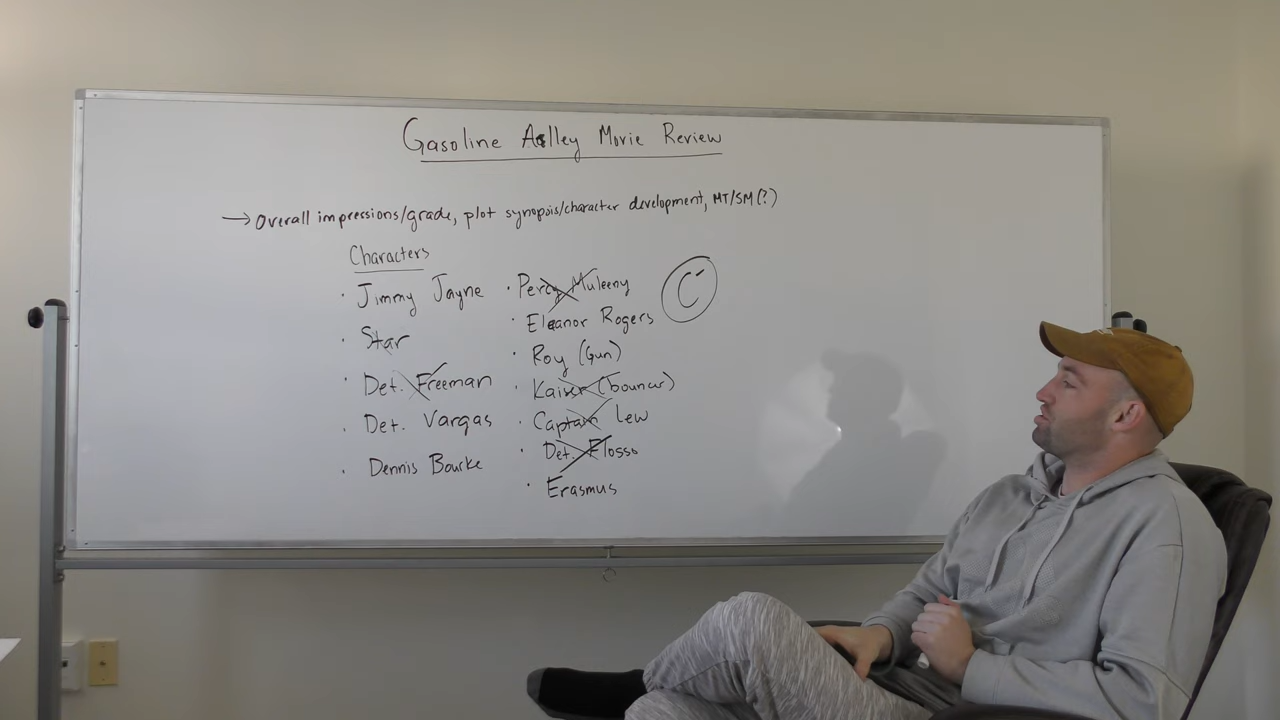 Gasoline Alley Movie Review
→ Overall impressions/grade, plot synopsis/character development, MT/SM(?)
Characters
· Jimmy Jayne
· Star
· Det. Freeman
· Det. Vargas
· Dennis Bourke
· Percy Muleeny
· Eleanor Rogers
· Roy (Gun)
· Kaiser (bouncer)
· Captain Lew
· Det. Flosso
· Erasmus
C-